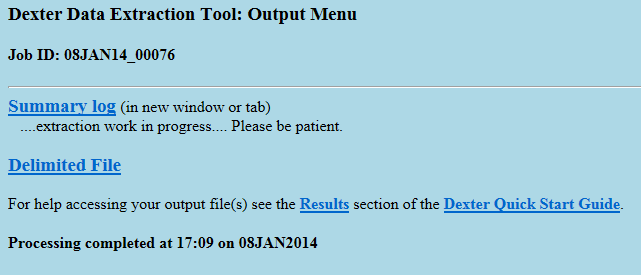 Dexter Data Extraction Tool: Output Menu
Job ID: 08JAN14_00076
Summary log (in new window or tab)
....extraction work in progress.... Please be patient.
Delimited File
For help accessing your output file(s) see the Results section of the Dexter Quick Start Guide.
Processing completed at 17:09 on 08JAN2014